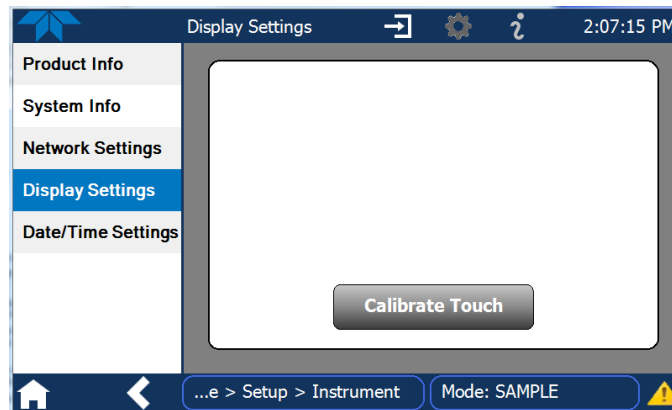 Display Settings
2:07:15 PM
Product Info
System Info
Network Settings
Display Settings
Date/Time Settings
Calibrate Touch
...e > Setup > Instrument
Mode: SAMPLE